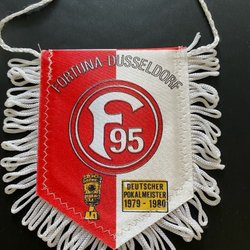 FORTUNA-DÜSSELDORF
F95
DEUTSCHER
POKALMEISTER
1979 - 1980